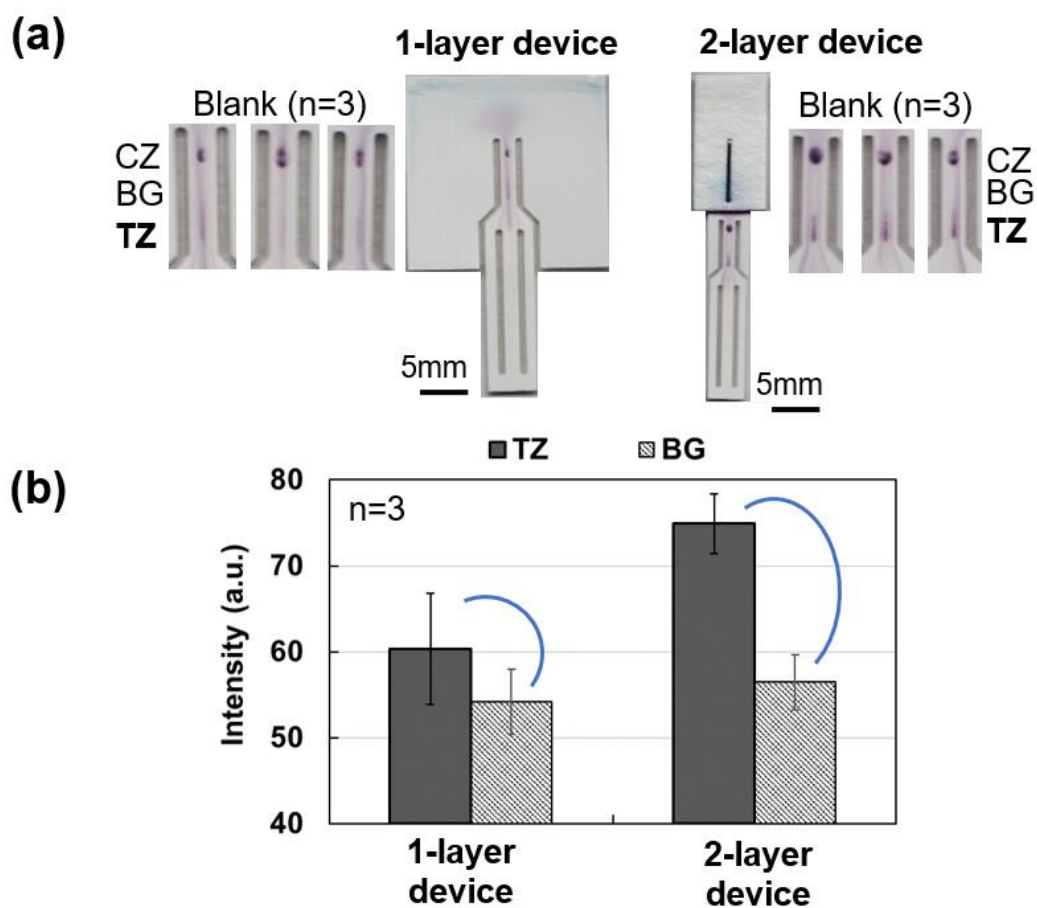 (a)
1-layer device
2-layer device
Blank (n=3)
Blank (n=3)
CZ
BG
TZ
CZ
BG
TZ
5mm
5mm
(b)
TZ BG
n=3
Intensity (a.u.)
80
70
60
50
40
1-layer
device
2-layer
device